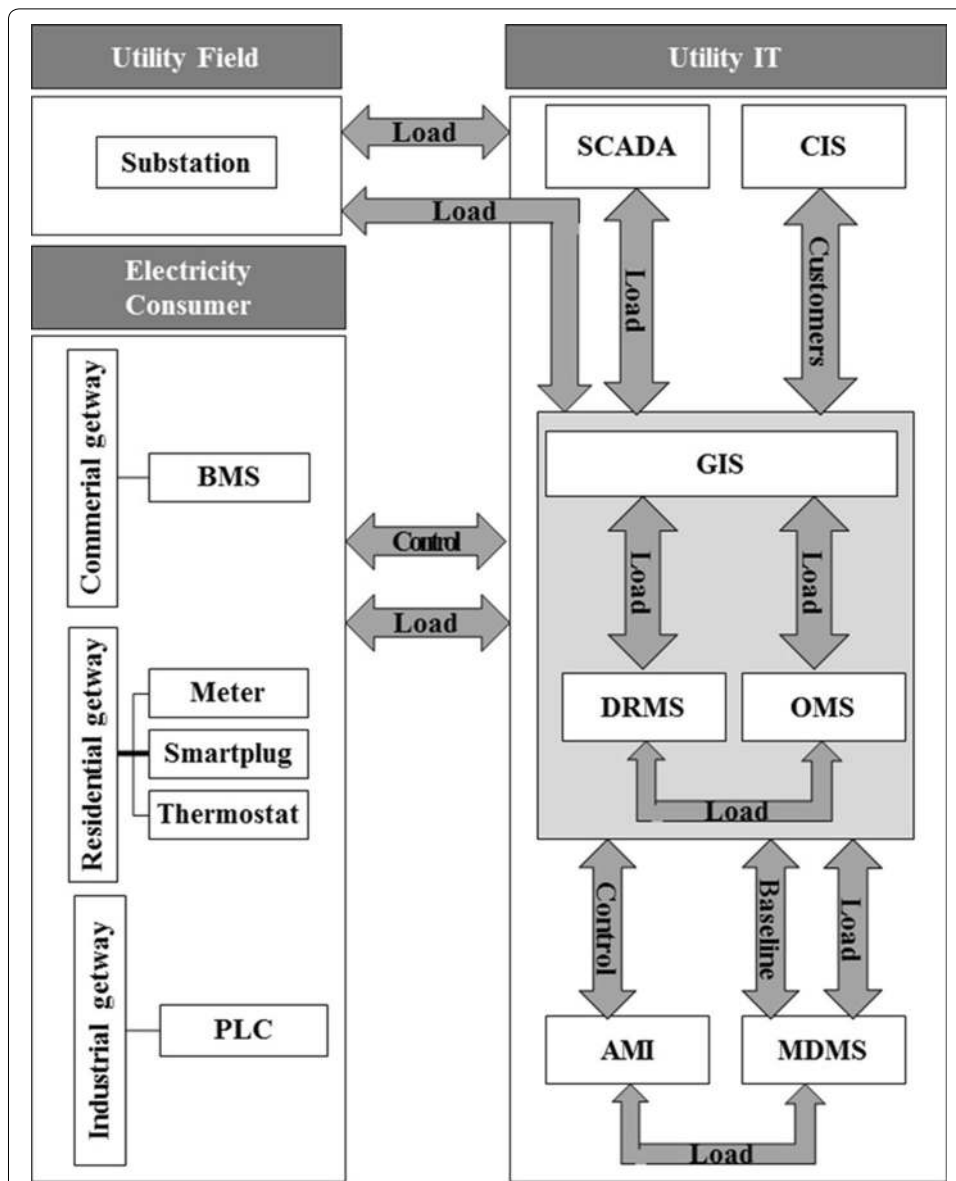 Utility Field
Substation
Electricity
Consumer
Commerial getway
BMS
Residential getway
Meter
Smartplug
Thermostat
Industrial getway
PLC
Load
Load
Control
Load
Utility IT
SCADA
CIS
Load
Customers
GIS
Load
Load
DRMS
OMS
Load
Control
Baseline
Load
AMI
MDMS
Load